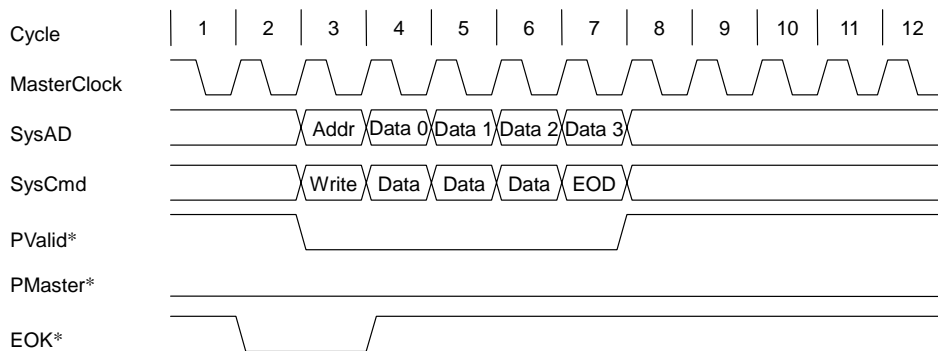 Cycle 1 2 3 4 5 6 7 8 9 10 11 12
MasterClock
SysAD Addr Data 0 Data 1 Data 2 Data 3
SysCmd Write Data Data Data EOD
PValid*
PMaster*
EOK*